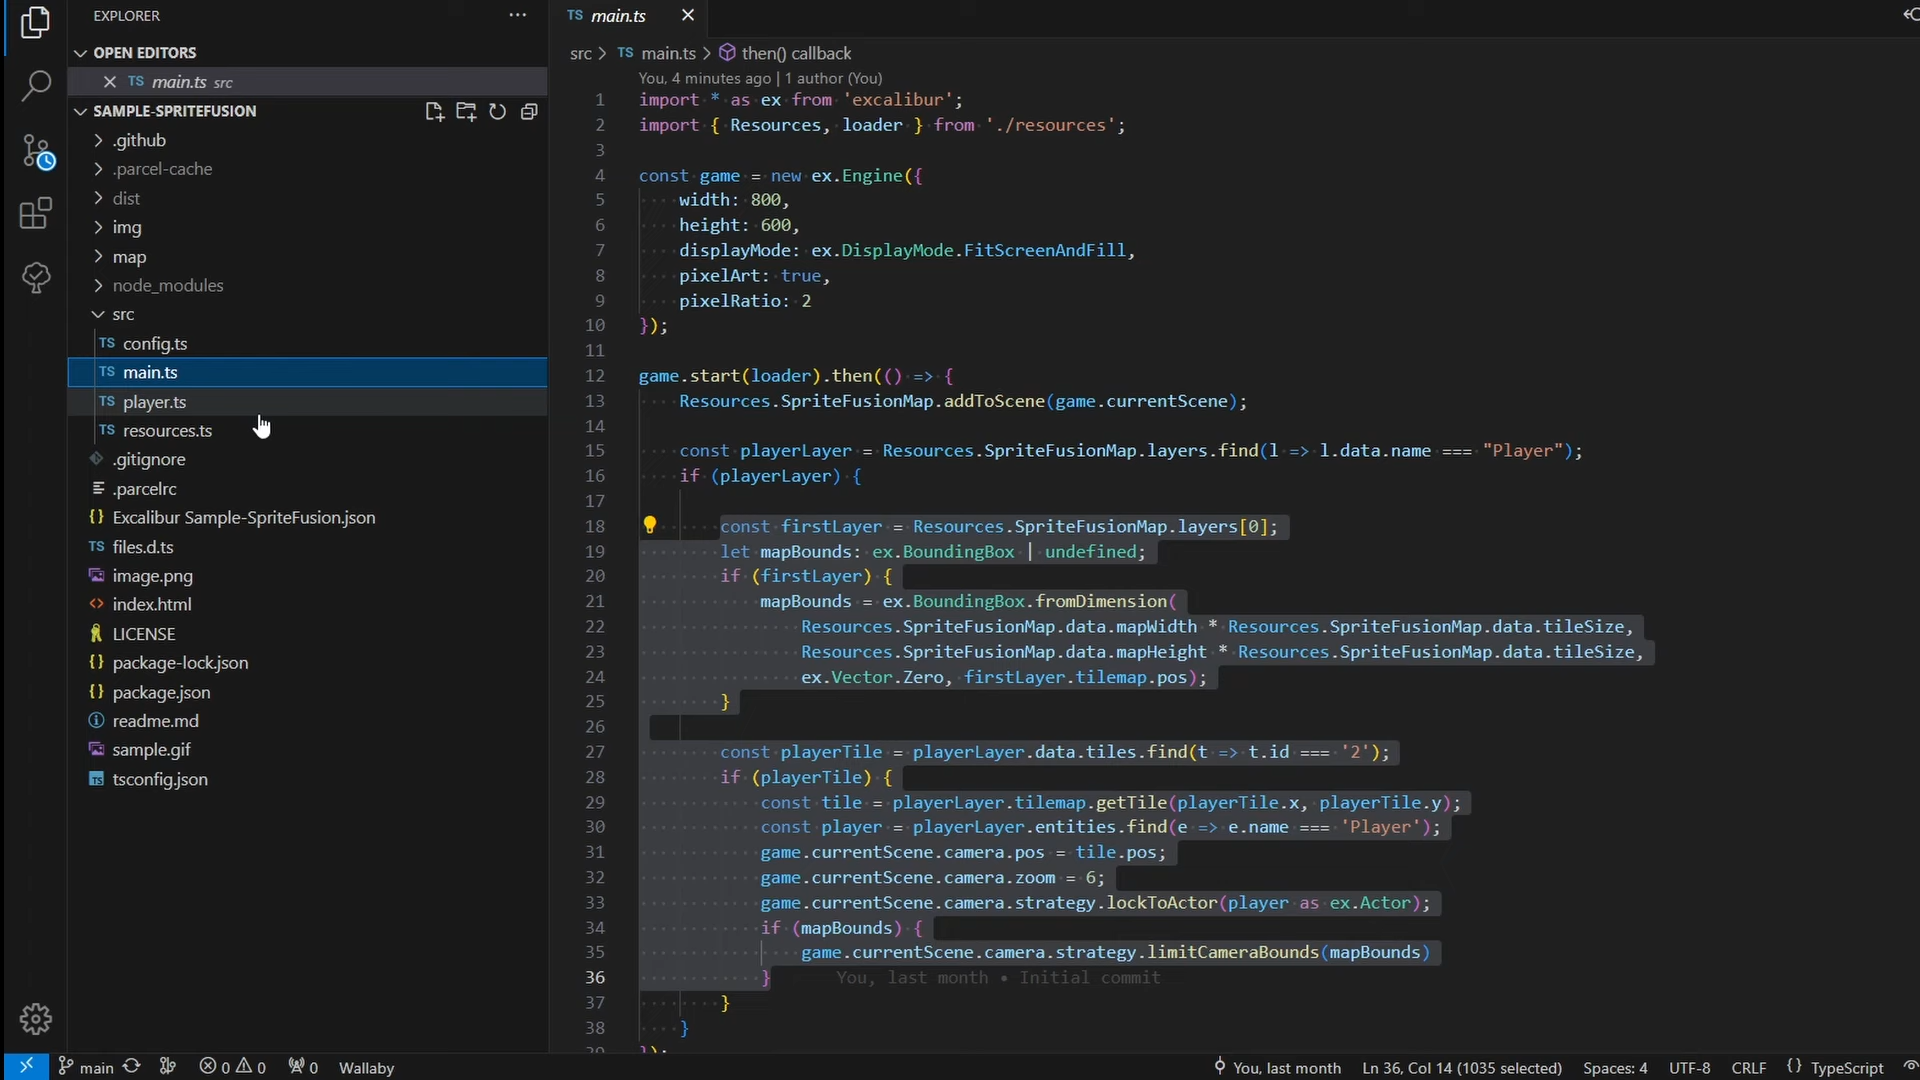 EXPLORER
OPEN EDITORS
TS main.ts src
SAMPLE-SPRITEFUSION
.github
.parcel-cache
dist
img
map
node_modules
src
TS config.ts
TS main.ts
TS player.ts
TS resources.ts
.gitignore
.parcelrc
{} Excalibur Sample-SpriteFusion.json
TS files.d.ts
image.png
<> index.html
LICENSE
{} package-lock.json
{} package.json
readme.md
sample.gif
TS tsconfig.json
TS main.ts
src > TS main.ts > then() callback
You, 4 minutes ago | 1 author (You)
1 import * as ex from 'excalibur';
2 import { Resources, loader } from './resources';
3
4 const game = new ex.Engine({
5 width: 800,
6 height: 600,
7 displayMode: ex.DisplayMode.FitScreenAndFill,
8 pixelArt: true,
9 pixelRatio: 2
10 });
11
12 game.start(loader).then(() => {
13 Resources.SpriteFusionMap.addToScene(game.currentScene);
14
15 const playerLayer = Resources.SpriteFusionMap.layers.find(l => l.data.name === "Player");
16 if (playerLayer) {
17
18 const firstLayer = Resources.SpriteFusionMap.layers[0];
19 let mapBounds: ex.BoundingBox | undefined;
20 if (firstLayer) {
21 mapBounds = ex.BoundingBox.fromDimension(
22 Resources.SpriteFusionMap.data.mapWidth * Resources.SpriteFusionMap.data.tileSize,
23 Resources.SpriteFusionMap.data.mapHeight * Resources.SpriteFusionMap.data.tileSize,
24 ex.Vector.Zero, firstLayer.tilemap.pos);
25 }
26
27 const playerTile = playerLayer.data.tiles.find(t => t.id === '2');
28 if (playerTile) {
29 const tile = playerLayer.tilemap.getTile(playerTile.x, playerTile.y);
30 const player = playerLayer.entities.find(e => e.name === 'Player');
31 game.currentScene.camera.pos = tile.pos;
32 game.currentScene.camera.zoom = 6;
33 game.currentScene.camera.strategy.lockToActor(player as ex.Actor);
34 if (mapBounds) {
35 game.currentScene.camera.strategy.limitCameraBounds(mapBounds)
36 } You, last month • Initial commit
37 }
38 }
39 });
main 0 0 0 Wallaby You, last month Ln 36, Col 14 (1035 selected) Spaces: 4 UTF-8 CRLF {} TypeScript